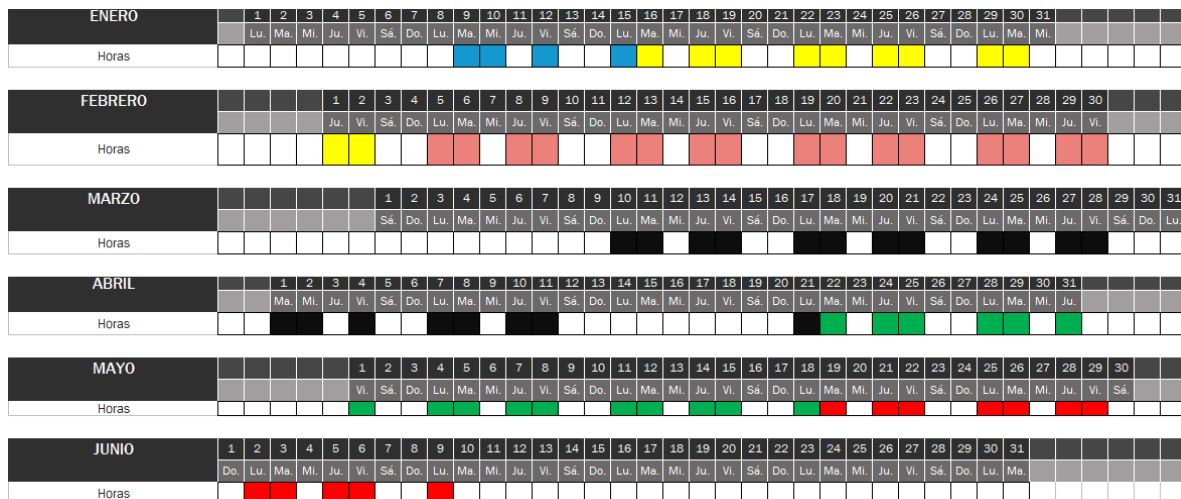 ENERO 1 2 3 4 5 6 7 8 9 10 11 12 13 14 15 16 17 18 19 20 21 22 23 24 25 26 27 28 29 30 31
Lu. Ma. Mi. Ju. Vi. Sá. Do. Lu. Ma. Mi. Ju. Vi. Sá. Do. Lu. Ma. Mi. Ju. Vi. Sá. Do. Lu. Ma. Mi. Ju. Vi. Sá. Do. Lu. Ma. Mi.
Horas
FEBRERO 1 2 3 4 5 6 7 8 9 10 11 12 13 14 15 16 17 18 19 20 21 22 23 24 25 26 27 28 29 30
Ju. Vi. Sá. Do. Lu. Ma. Mi. Ju. Vi. Sá. Do. Lu. Ma. Mi. Ju. Vi. Sá. Do. Lu. Ma. Mi. Ju. Vi. Sá. Do. Lu. Ma. Mi. Ju. Vi.
Horas
MARZO 1 2 3 4 5 6 7 8 9 10 11 12 13 14 15 16 17 18 19 20 21 22 23 24 25 26 27 28 29 30 31
Sá. Do. Lu. Ma. Mi. Ju. Vi. Sá. Do. Lu. Ma. Mi. Ju. Vi. Sá. Do. Lu. Ma. Mi. Ju. Vi. Sá. Do. Lu. Ma. Mi. Ju. Vi. Sá. Do. Lu.
Horas
ABRIL 1 2 3 4 5 6 7 8 9 10 11 12 13 14 15 16 17 18 19 20 21 22 23 24 25 26 27 28 29 30 31
Ma. Mi. Ju. Vi. Sá. Do. Lu. Ma. Mi. Ju. Vi. Sá. Do. Lu. Ma. Mi. Ju. Vi. Sá. Do. Lu. Ma. Mi. Ju. Vi. Sá. Do. Lu. Ma. Mi. Ju.
Horas
MAYO 1 2 3 4 5 6 7 8 9 10 11 12 13 14 15 16 17 18 19 20 21 22 23 24 25 26 27 28 29 30
Vi. Sá. Do. Lu. Ma. Mi. Ju. Vi. Sá. Do. Lu. Ma. Mi. Ju. Vi. Sá. Do. Lu. Ma. Mi. Ju. Vi. Sá. Do. Lu. Ma. Mi. Ju. Vi. Sá.
Horas
JUNIO 1 2 3 4 5 6 7 8 9 10 11 12 13 14 15 16 17 18 19 20 21 22 23 24 25 26 27 28 29 30 31
Do. Lu. Ma. Mi. Ju. Vi. Sá. Do. Lu. Ma. Mi. Ju. Vi. Sá. Do. Lu. Ma. Mi. Ju. Vi. Sá. Do. Lu. Ma. Mi. Ju. Vi. Sá. Do. Lu. Ma.
Horas